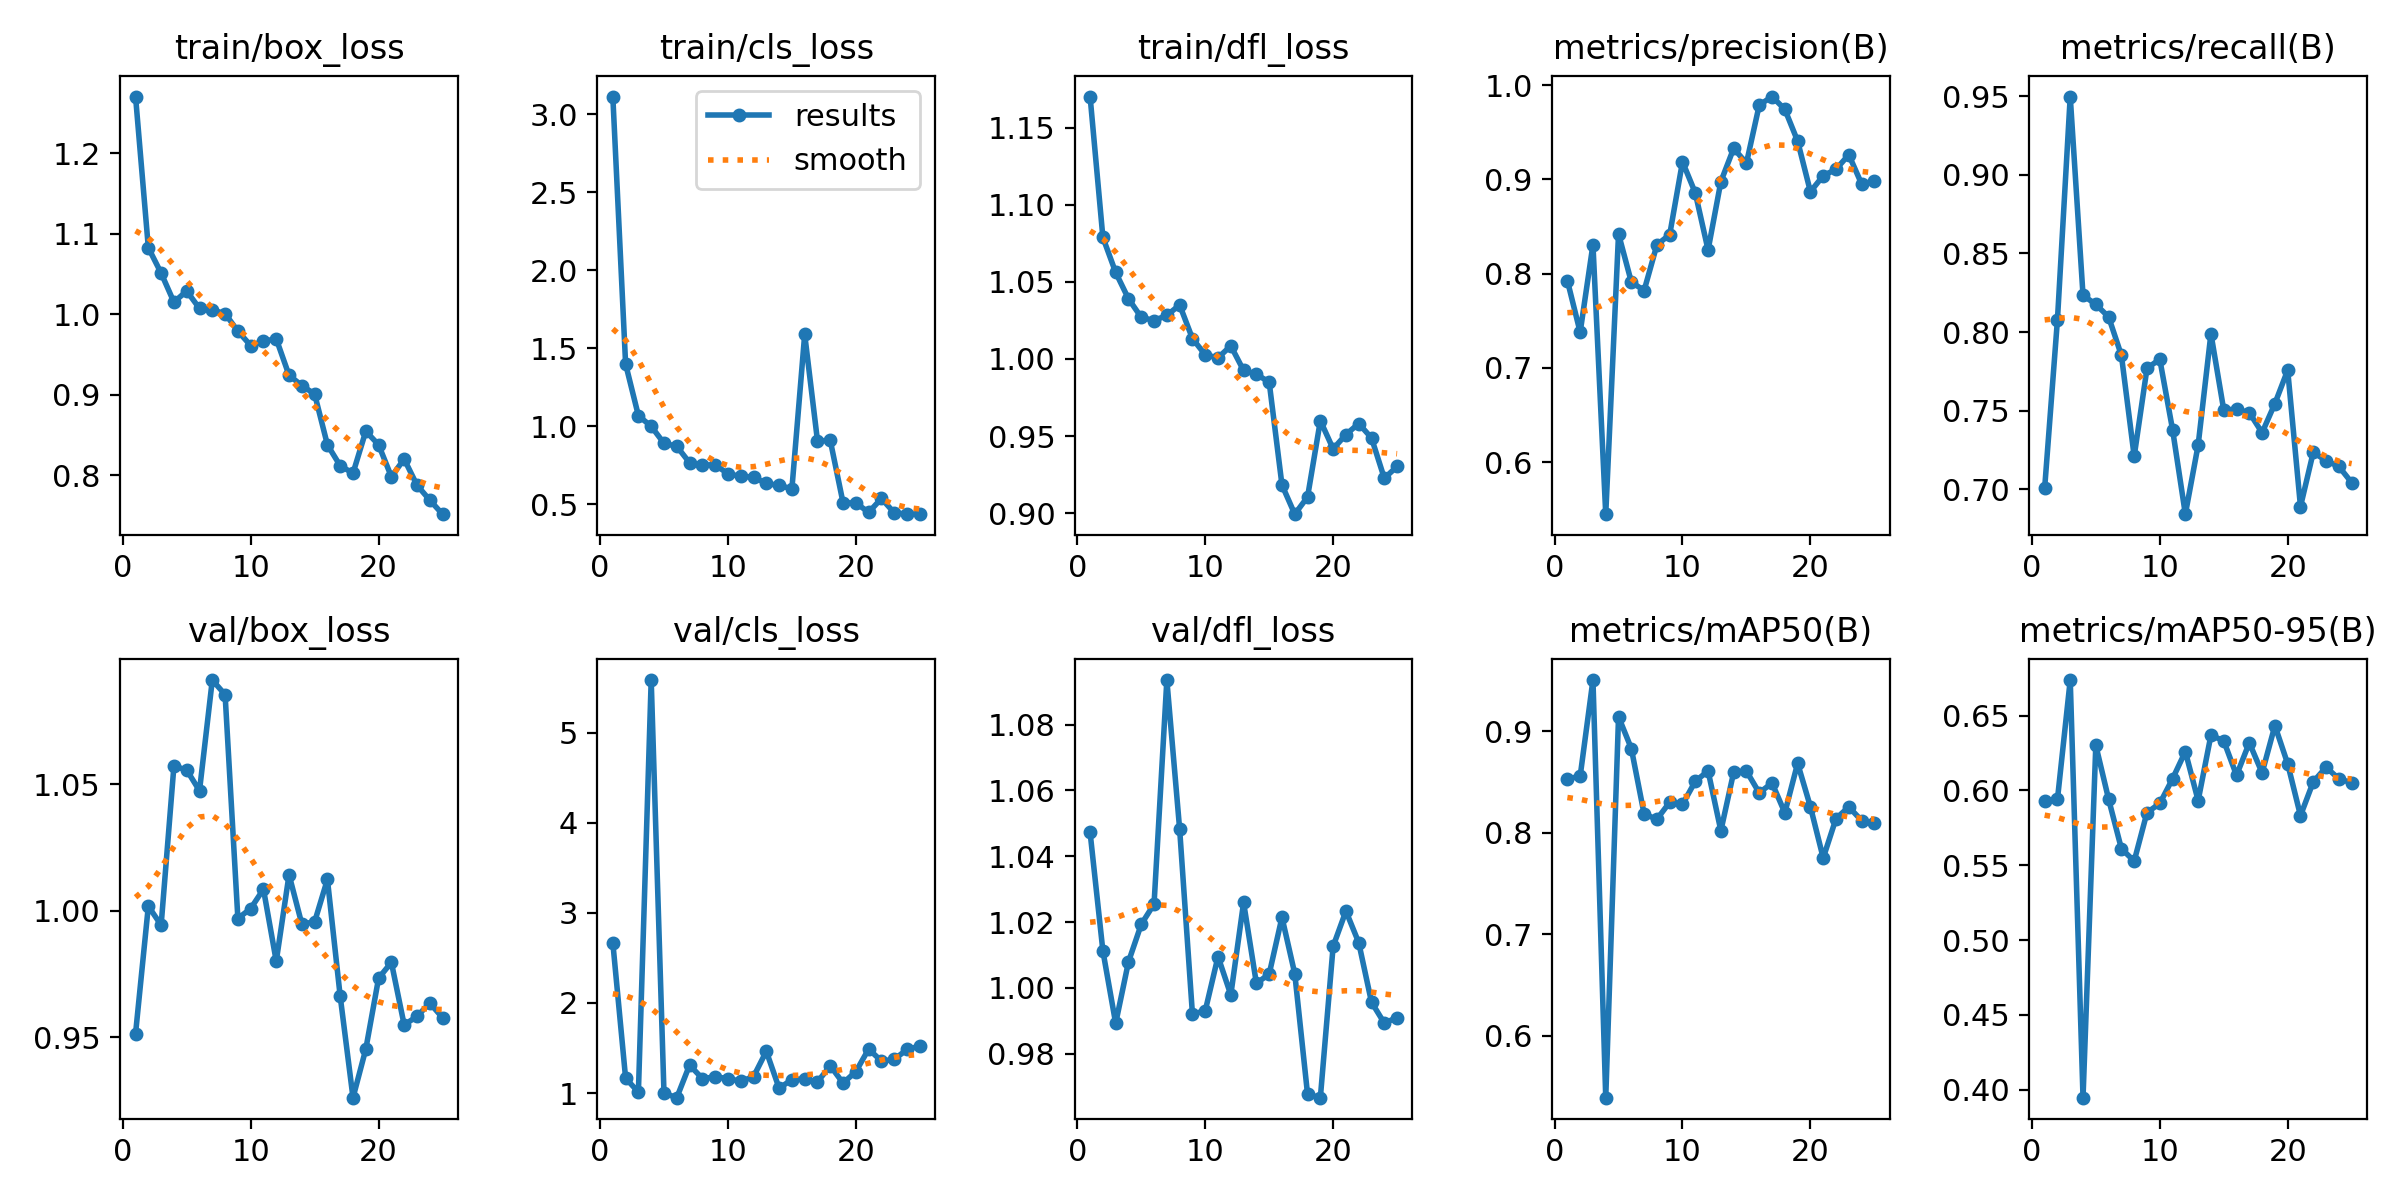 train/box_loss
1.2
1.1
1.0
0.9
0.8
0 10 20
train/cls_loss
results
smooth
3.0
2.5
2.0
1.5
1.0
0.5
0 10 20
train/dfl_loss
1.15
1.10
1.05
1.00
0.95
0.90
0 10 20
metrics/precision(B)
1.0
0.9
0.8
0.7
0.6
0 10 20
metrics/recall(B)
0.95
0.90
0.85
0.80
0.75
0.70
0 10 20
val/box_loss
1.05
1.00
0.95
0 10 20
val/cls_loss
5
4
3
2
1
0 10 20
val/dfl_loss
1.08
1.06
1.04
1.02
1.00
0.98
0 10 20
metrics/mAP50(B)
0.9
0.8
0.7
0.6
0 10 20
metrics/mAP50-95(B)
0.65
0.60
0.55
0.50
0.45
0.40
0 10 20